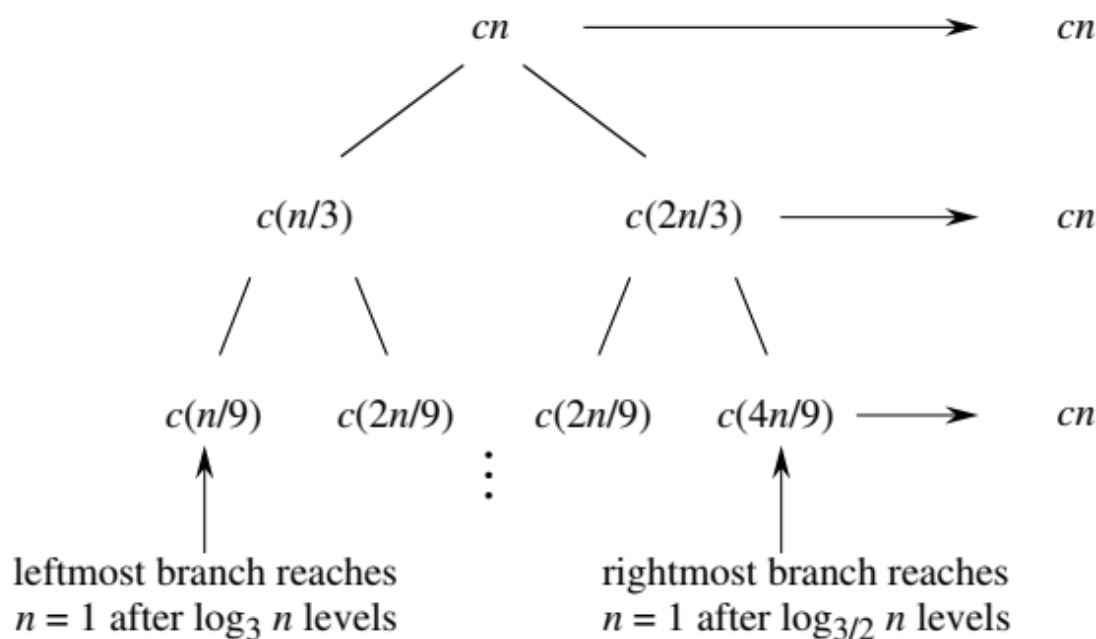 cn cn
c(n/3) c(2n/3) cn
c(n/9) c(2n/9) c(2n/9) c(4n/9) cn
leftmost branch reaches
n = 1 after log₃ n levels
rightmost branch reaches
n = 1 after log₃/₂ n levels